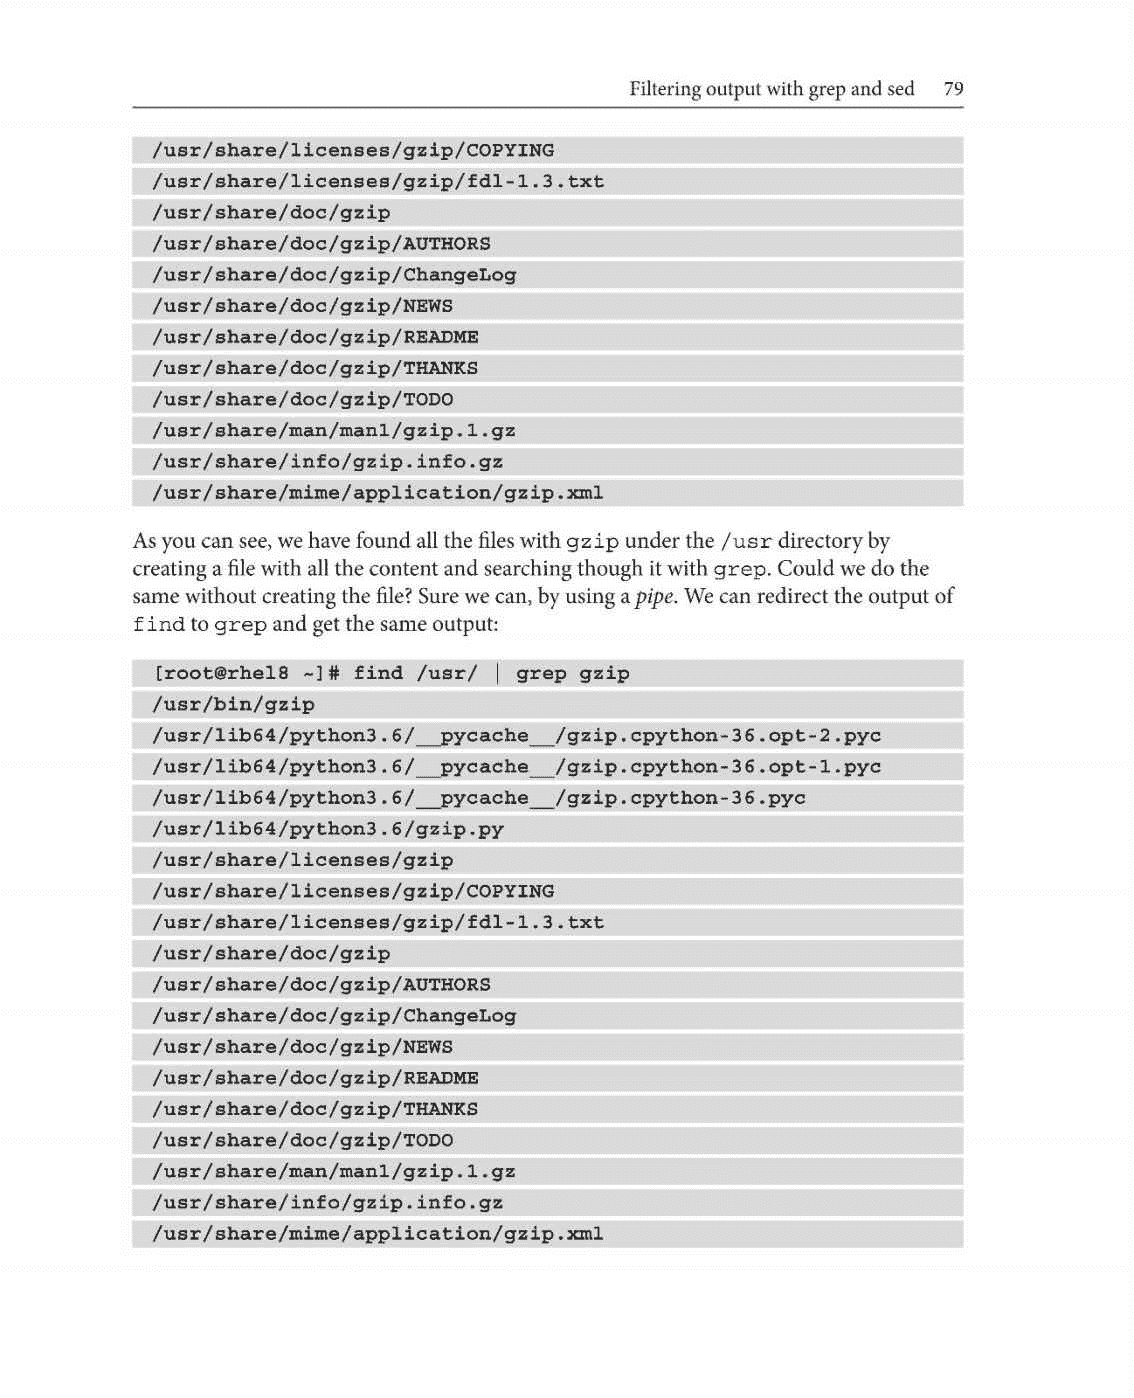 Filtering output with grep and sed 79
/usr/share/licenses/gzip/COPYING
/usr/share/licenses/gzip/fdl-1.3.txt
/usr/share/doc/gzip
/usr/share/doc/gzip/AUTHORS
/usr/share/doc/gzip/ChangeLog
/usr/share/doc/gzip/NEWS
/usr/share/doc/gzip/README
/usr/share/doc/gzip/THANKS
/usr/share/doc/gzip/TODO
/usr/share/man/man1/gzip.1.gz
/usr/share/info/gzip.info.gz
/usr/share/mime/application/gzip.xml
As you can see, we have found all the files with gzip under the /usr directory by
creating a file with all the content and searching though it with grep. Could we do the
same without creating the file? Sure we can, by using a pipe. We can redirect the output of
find to grep and get the same output:
[root@rhel8 ~]# find /usr/ | grep gzip
/usr/bin/gzip
/usr/lib64/python3.6/__pycache__/gzip.cpython-36.opt-2.pyc
/usr/lib64/python3.6/__pycache__/gzip.cpython-36.opt-1.pyc
/usr/lib64/python3.6/__pycache__/gzip.cpython-36.pyc
/usr/lib64/python3.6/gzip.py
/usr/share/licenses/gzip
/usr/share/licenses/gzip/COPYING
/usr/share/licenses/gzip/fdl-1.3.txt
/usr/share/doc/gzip
/usr/share/doc/gzip/AUTHORS
/usr/share/doc/gzip/ChangeLog
/usr/share/doc/gzip/NEWS
/usr/share/doc/gzip/README
/usr/share/doc/gzip/THANKS
/usr/share/doc/gzip/TODO
/usr/share/man/man1/gzip.1.gz
/usr/share/info/gzip.info.gz
/usr/share/mime/application/gzip.xml